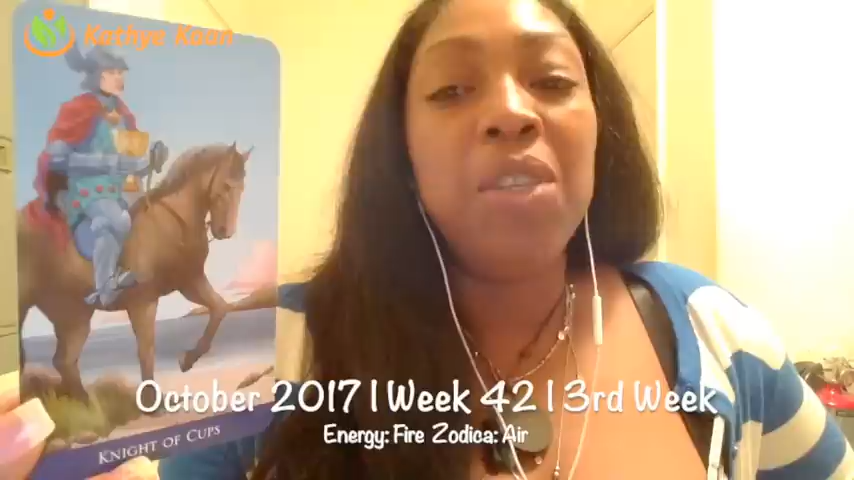 Kathye Kaan
KNIGHT OF CUPS
October 2017 | Week 42 | 3rd Week
Energy: Fire Zodica: Air